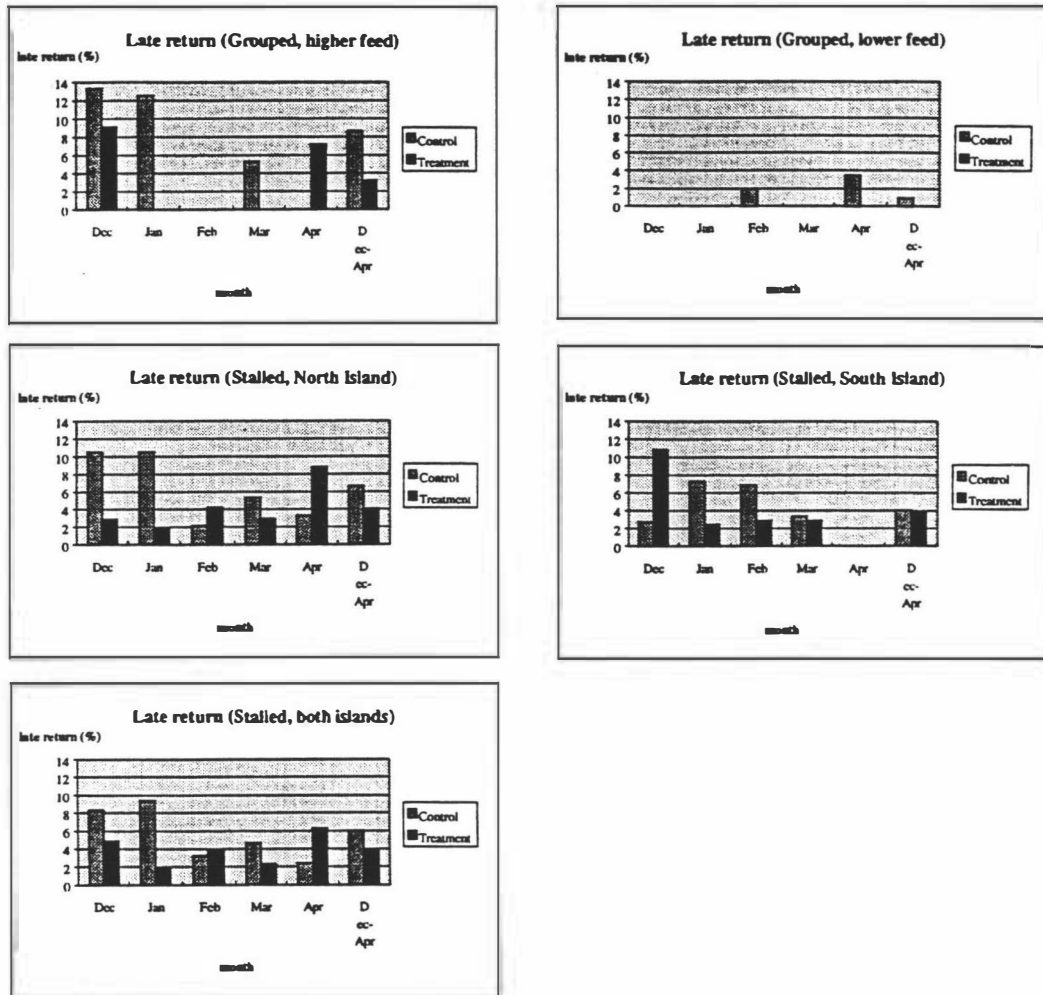 Late return (Grouped, higher feed)
late return (%)
14
12
10
8
6
4
2
0
Dec Jan Feb Mar Apr D
ec-
Apr
month
Control
Treatment
Late return (Grouped, lower feed)
late return (%)
14
12
10
8
6
4
2
0
Dec Jan Feb Mar Apr D
ec-
Apr
month
Control
Treatment
Late return (Stalled, North Island)
late return (%)
14
12
10
8
6
4
2
0
Dec Jan Feb Mar Apr D
ec-
Apr
month
Control
Treatment
Late return (Stalled, South Island)
late return (%)
14
12
10
8
6
4
2
0
Dec Jan Feb Mar Apr D
ec-
Apr
month
Control
Treatment
Late return (Stalled, both islands)
late return (%)
14
12
10
8
6
4
2
0
Dec Jan Feb Mar Apr D
ec-
Apr
month
Control
Treatment